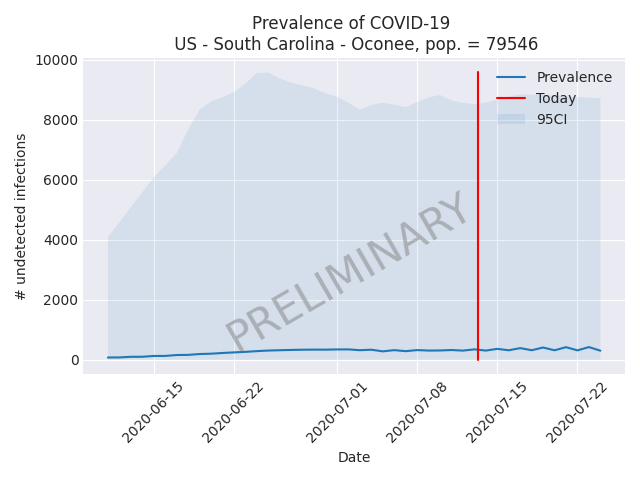 Prevalence of COVID-19
US - South Carolina - Oconee, pop. = 79546
10000
8000
6000
4000
2000
0
# undetected infections
Prevalence
Today
95CI
PRELIMINARY
2020-06-15
2020-06-22
2020-07-01
2020-07-08
2020-07-15
2020-07-22
Date